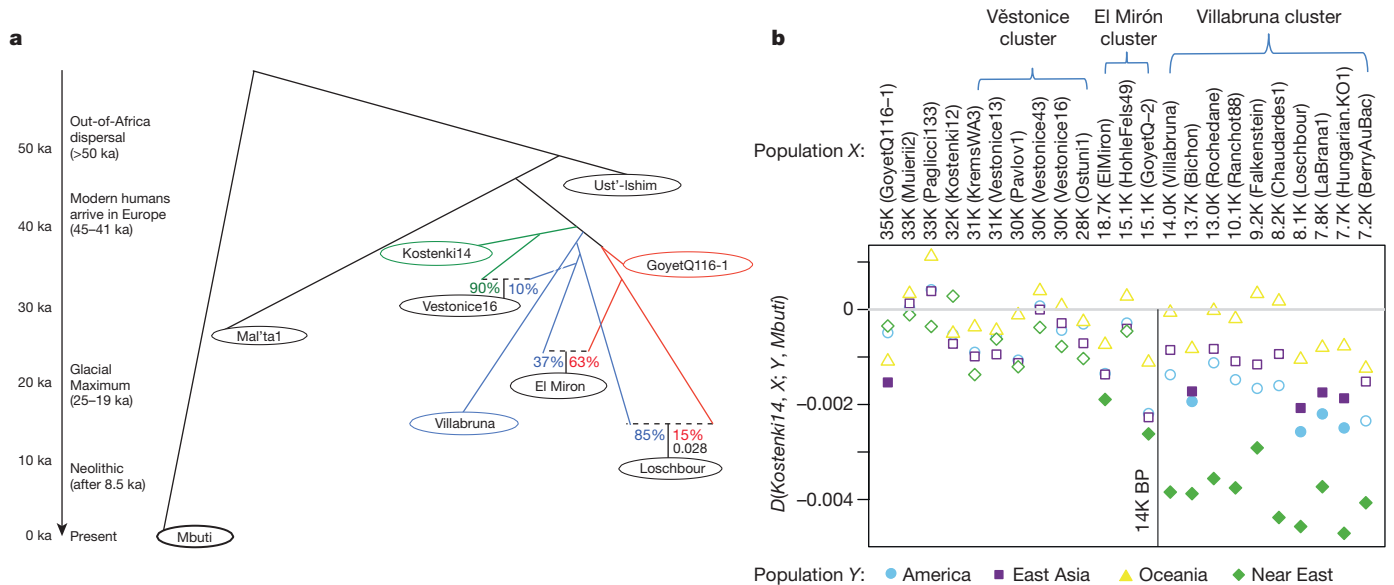 a
Out-of-Africa
dispersal
(>50 ka)
50 ka
Modern humans
arrive in Europe
(45–41 ka)
40 ka
30 ka
Glacial
Maximum
(25–19 ka)
20 ka
10 ka
Neolithic
(after 8.5 ka)
0 ka
Present
Ust'-Ishim
Kostenki14
GoyetQ116-1
90%
10%
Vestonice16
Mal'ta1
37%
63%
El Miron
Villabruna
85%
15%
0.028
Loschbour
Mbuti
b
Věstonice
cluster
El Mirón
cluster
Villabruna cluster
Population X:
35K (GoyetQ116–1)
33K (Muierii2)
33K (Paglicci133)
32K (Kostenki12)
31K (KremsWA3)
31K (Vestonice13)
30K (Pavlov1)
30K (Vestonice43)
30K (Vestonice16)
28K (Ostuni1)
18.7K (ElMiron)
15.1K (HohleFels49)
15.1K (GoyetQ–2)
14.0K (Villabruna)
13.7K (Bichon)
13.0K (Rochedane)
10.1K (Ranchot88)
9.2K (Falkenstein)
8.2K (Chaudardes1)
8.1K (Loschbour)
7.8K (LaBrana1)
7.7K (Hungarian.KO1)
7.2K (BerryAuBac)
D(Kostenki14, X; Y, Mbuti)
0
−0.002
−0.004
14K BP
Population Y: America East Asia Oceania Near East